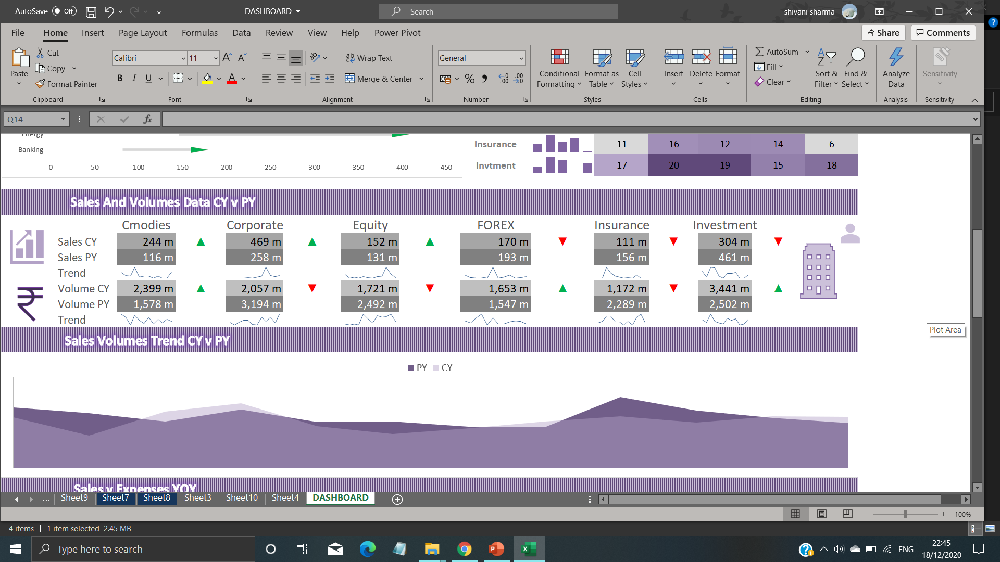 AutoSave Off DASHBOARD Search shivani sharma
File Home Insert Page Layout Formulas Data Review View Help Power Pivot Share Comments
Paste Cut Copy Format Painter Clipboard
Calibri 11 B I U A Font
Wrap Text Merge & Center Alignment
General % Number
Conditional Formatting Format as Table Cell Styles Styles
Insert Delete Format Cells
AutoSum Fill Clear Sort & Filter Find & Select Editing
Analyze Data Analysis
Sensitivity Sensitivity
Q14 fx
Energy
Banking
0 50 100 150 200 250 300 350 400 450
Insurance 11 16 12 14 6
Invtment 17 20 19 15 18
Sales And Volumes Data CY v PY
Cmodies Corporate Equity FOREX Insurance Investment
Sales CY 244 m 469 m 152 m 170 m 111 m 304 m
Sales PY 116 m 258 m 131 m 193 m 156 m 461 m
Trend
Volume CY 2,399 m 2,057 m 1,721 m 1,653 m 1,172 m 3,441 m
Volume PY 1,578 m 3,194 m 2,492 m 1,547 m 2,289 m 2,502 m
Trend
Plot Area
Sales Volumes Trend CY v PY
PY CY
Sales v Expenses YOY
... Sheet9 Sheet7 Sheet8 Sheet3 Sheet10 Sheet4 DASHBOARD
100%
4 items 1 item selected 2.45 MB
Type here to search
ENG 22:45
18/12/2020